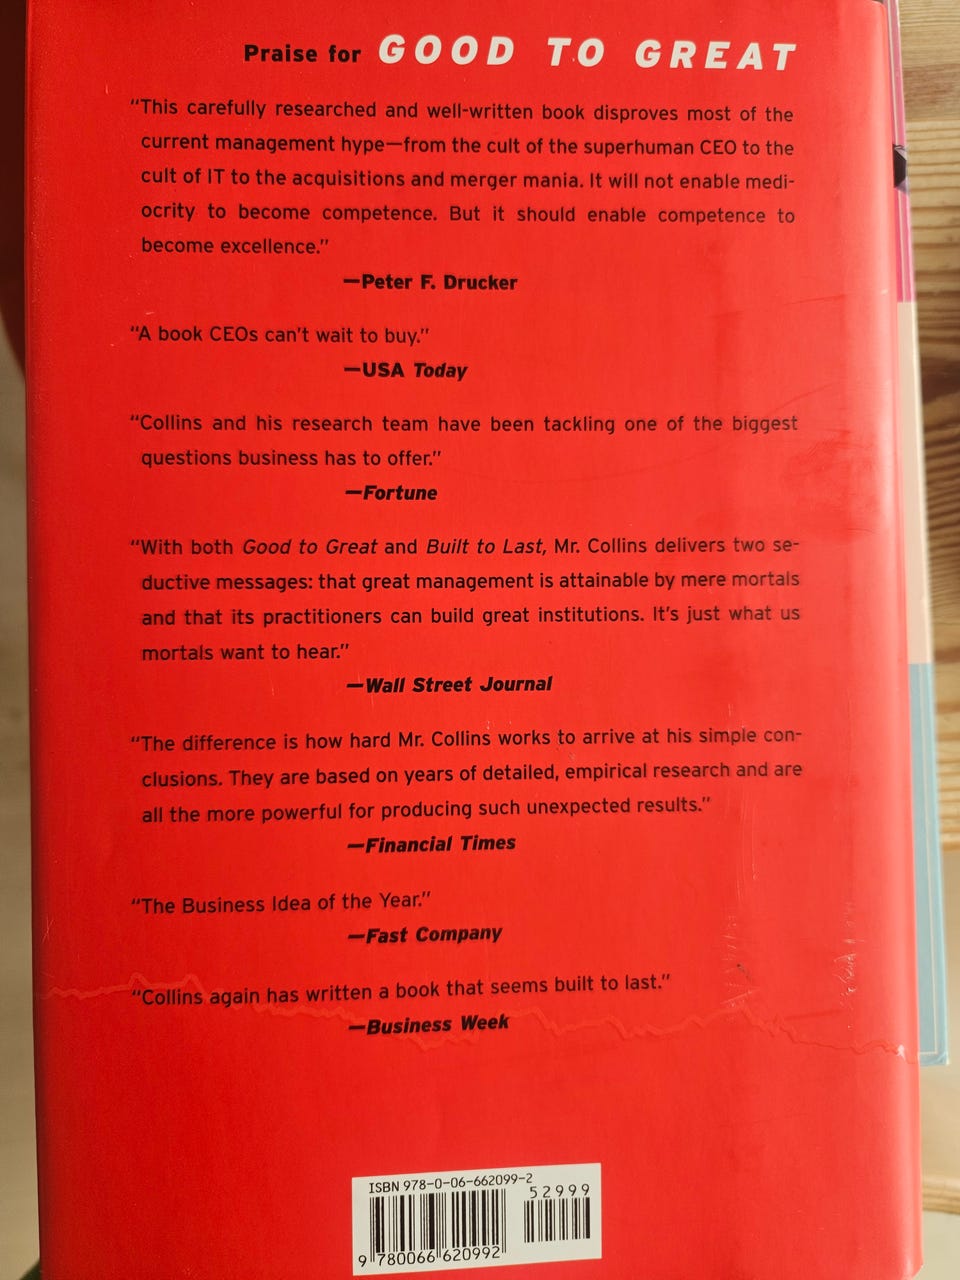 Praise for GOOD TO GREAT
“This carefully researched and well-written book disproves most of the
current management hype—from the cult of the superhuman CEO to the
cult of IT to the acquisitions and merger mania. It will not enable medi-
ocrity to become competence. But it should enable competence to
become excellence.”
—Peter F. Drucker
“A book CEOs can’t wait to buy.”
—USA Today
“Collins and his research team have been tackling one of the biggest
questions business has to offer.”
—Fortune
“With both Good to Great and Built to Last, Mr. Collins delivers two se-
ductive messages: that great management is attainable by mere mortals
and that its practitioners can build great institutions. It’s just what us
mortals want to hear.”
—Wall Street Journal
“The difference is how hard Mr. Collins works to arrive at his simple con-
clusions. They are based on years of detailed, empirical research and are
all the more powerful for producing such unexpected results.”
—Financial Times
“The Business Idea of the Year.”
—Fast Company
“Collins again has written a book that seems built to last.”
—Business Week
ISBN 978-0-06-662099-2
52999
9 780066 620992